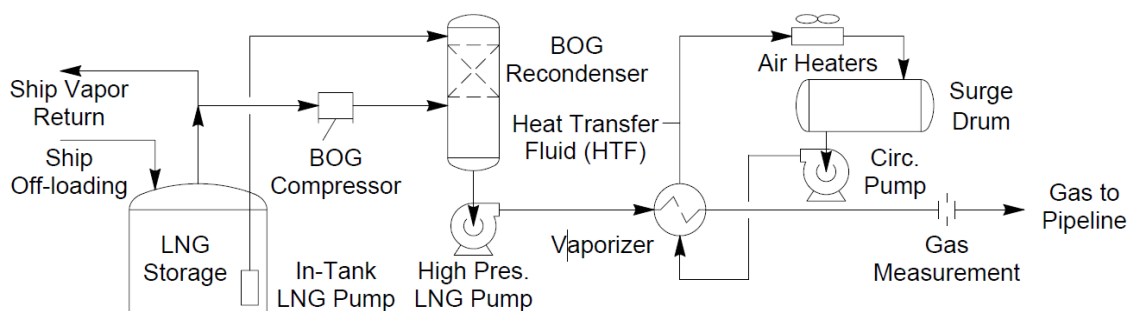 Ship Vapor
Return
Ship
Off-loading
LNG
Storage
In-Tank
LNG Pump
BOG
Compressor
BOG
Recondenser
High Pres.
LNG Pump
Heat Transfer
Fluid (HTF)
Vaporizer
Air Heaters
Surge
Drum
Circ.
Pump
Gas
Measurement
Gas to
Pipeline